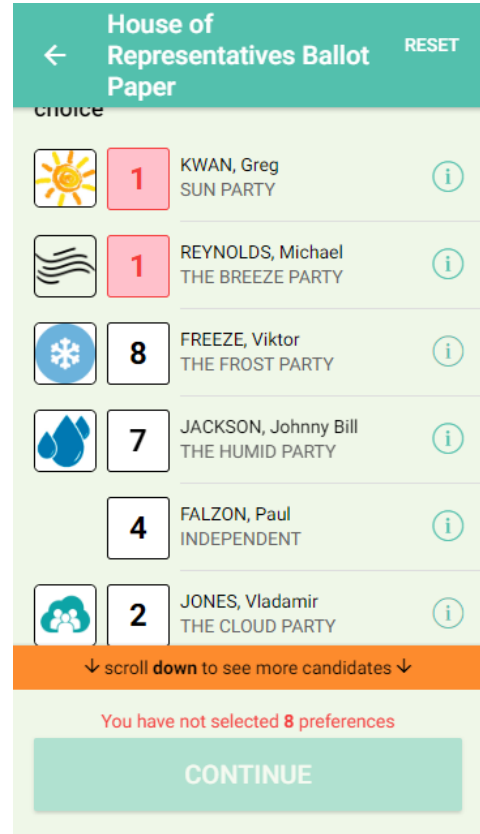 House of
Representatives Ballot
Paper
RESET
choice
1
KWAN, Greg
SUN PARTY
i
1
REYNOLDS, Michael
THE BREEZE PARTY
i
8
FREEZE, Viktor
THE FROST PARTY
i
7
JACKSON, Johnny Bill
THE HUMID PARTY
i
4
FALZON, Paul
INDEPENDENT
i
2
JONES, Vladamir
THE CLOUD PARTY
i
↓ scroll down to see more candidates ↓
You have not selected 8 preferences
CONTINUE